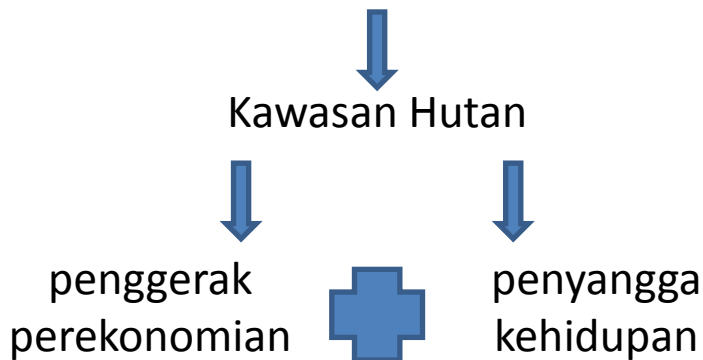 Kawasan Hutan
penggerak
perekonomian
penyangga
kehidupan